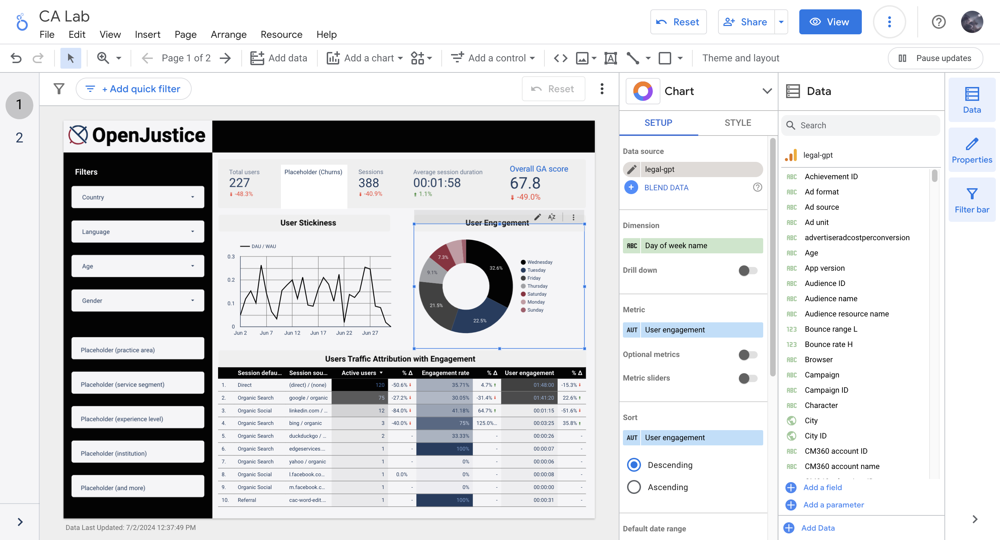 CA Lab
File Edit View Insert Page Arrange Resource Help
Reset Share View
Page 1 of 2 Add data Add a chart Add a control Theme and layout Pause updates
1
2
+ Add quick filter Reset
OpenJustice
Filters
Country
Language
Age
Gender
Placeholder (practice area)
Placeholder (service segment)
Placeholder (experience level)
Placeholder (institution)
Placeholder (and more)
Total users
227
-48.3%
Placeholder (Churns)
Sessions
388
-40.9%
Average session duration
00:01:58
1.1%
Overall GA score
67.8
-49.0%
User Stickiness
DAU / WAU
0.3
0.2
0.1
0
Jun 2 Jun 7 Jun 12 Jun 17 Jun 22 Jun 27
User Engagement
AZ
32.6%
22.5%
21.5%
9.1%
7.3%
Wednesday
Tuesday
Friday
Thursday
Saturday
Monday
Sunday
Users Traffic Attribution with Engagement
Session defau... Session sou... Active users % Δ Engagement rate % Δ User engagement % Δ
1. Direct (direct) / (none) 120 -50.6% 35.71% 4.7% 01:48:00 -15.3%
2. Organic Search google / organic 75 -27.2% 30.05% -31.4% 01:41:20 22.6%
3. Organic Social linkedin.com / ... 12 -84.0% 41.18% 64.7% 00:01:15 -51.6%
4. Organic Search bing / organic 3 -40.0% 75% 125.0%... 00:03:25 35.8%
5. Organic Search duckduckgo / ... 2 - 33.33% - 00:00:26 -
6. Organic Search edgeservices.... 1 - 100% - 00:00:07 -
7. Organic Search yahoo / organic 1 - 0% - 00:00:06 -
8. Organic Social l.facebook.co... 1 0.0% 0% - 00:00:08 -
9. Organic Social m.facebook.c... 1 - 0% - 00:00:00 -
10. Referral cac-word-edit.... 1 - 100% - 00:00:31 -
Data Last Updated: 7/2/2024 12:37:49 PM
Chart
SETUP STYLE
Data source
legal-gpt
BLEND DATA
Dimension
ABC Day of week name
Drill down
Metric
AUT User engagement
Optional metrics
Metric sliders
Sort
AUT User engagement
Descending
Ascending
Default date range
Data
Search
legal-gpt
ABC Achievement ID
ABC Ad format
ABC Ad source
ABC Ad unit
ABC advertiseradcostperconversion
ABC Age
ABC App version
ABC Audience ID
ABC Audience name
ABC Audience resource name
123 Bounce range L
123 Bounce rate H
ABC Browser
ABC Campaign
ABC Campaign ID
ABC Character
City
City ID
ABC CM360 account ID
ABC CM360 account name
Add a field
Add a parameter
Add Data
Data
Properties
Filter bar